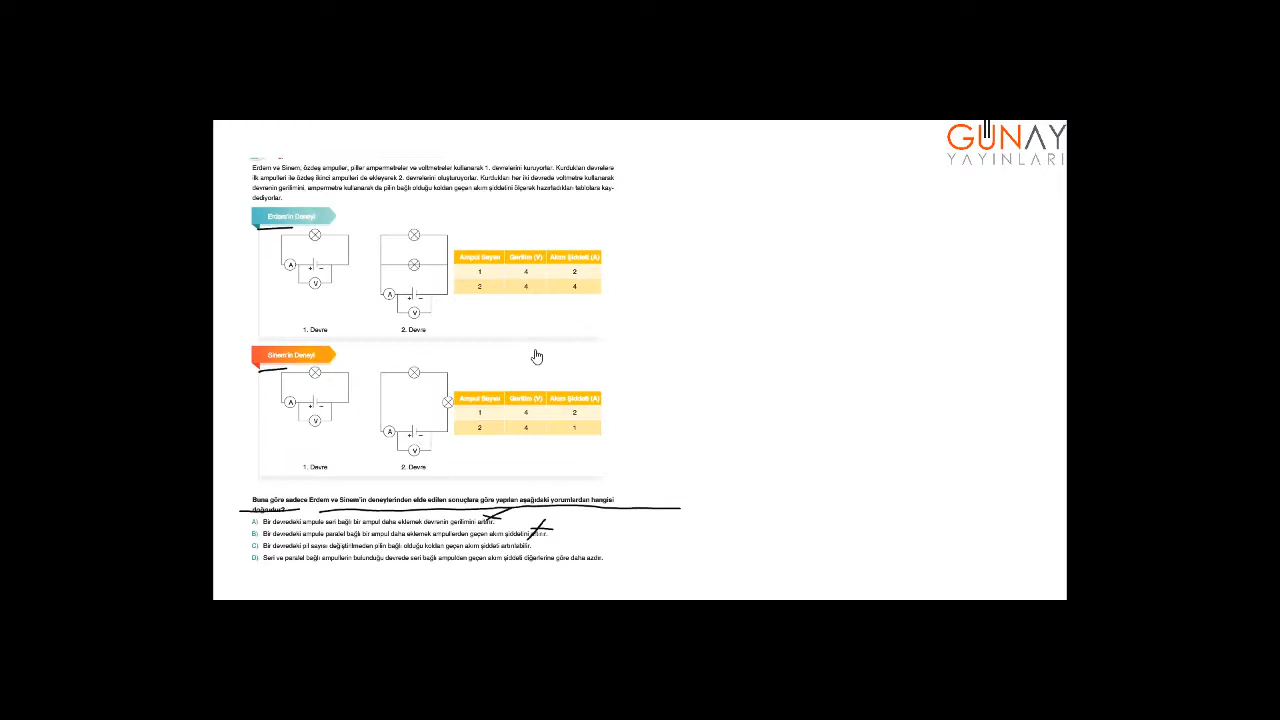 GÜNAY
YAYINLARI
Erdem ve Sinem, özdeş ampuller, piller ampermetreler ve voltmetreler kullanarak 1. devrelerini kuruyorlar. Kurdukları devrelere
ilk ampulleri ile özdeş ikinci ampulleri de ekleyerek 2. devrelerini oluşturuyorlar. Kurdukları her iki devrede voltmetre kullanarak
devrenin gerilimini, ampermetre kullanarak da pilin bağlı olduğu koldan geçen akım şiddetini ölçerek hazırladıkları tablolara kay-
dediyorlar.
Erdem'in Deneyi
A + − V
A + − V
1. Devre 2. Devre
Ampul Sayısı Gerilim (V) Akım Şiddeti (A)
1 4 2
2 4 4
Sinem'in Deneyi
A + − V
A + − V
1. Devre 2. Devre
Ampul Sayısı Gerilim (V) Akım Şiddeti (A)
1 4 2
2 4 1
Buna göre sadece Erdem ve Sinem'in deneylerinden elde edilen sonuçlara göre yapılan aşağıdaki yorumlardan hangisi
doğrudur?
A) Bir devredeki ampule seri bağlı bir ampul daha eklemek devrenin gerilimini artırır.
B) Bir devredeki ampule paralel bağlı bir ampul daha eklemek ampullerden geçen akım şiddetini artırır.
C) Bir devredeki pil sayısı değiştirilmeden pilin bağlı olduğu koldan geçen akım şiddeti artırılabilir.
D) Seri ve paralel bağlı ampullerin bulunduğu devrede seri bağlı ampulden geçen akım şiddeti diğerlerine göre daha azdır.